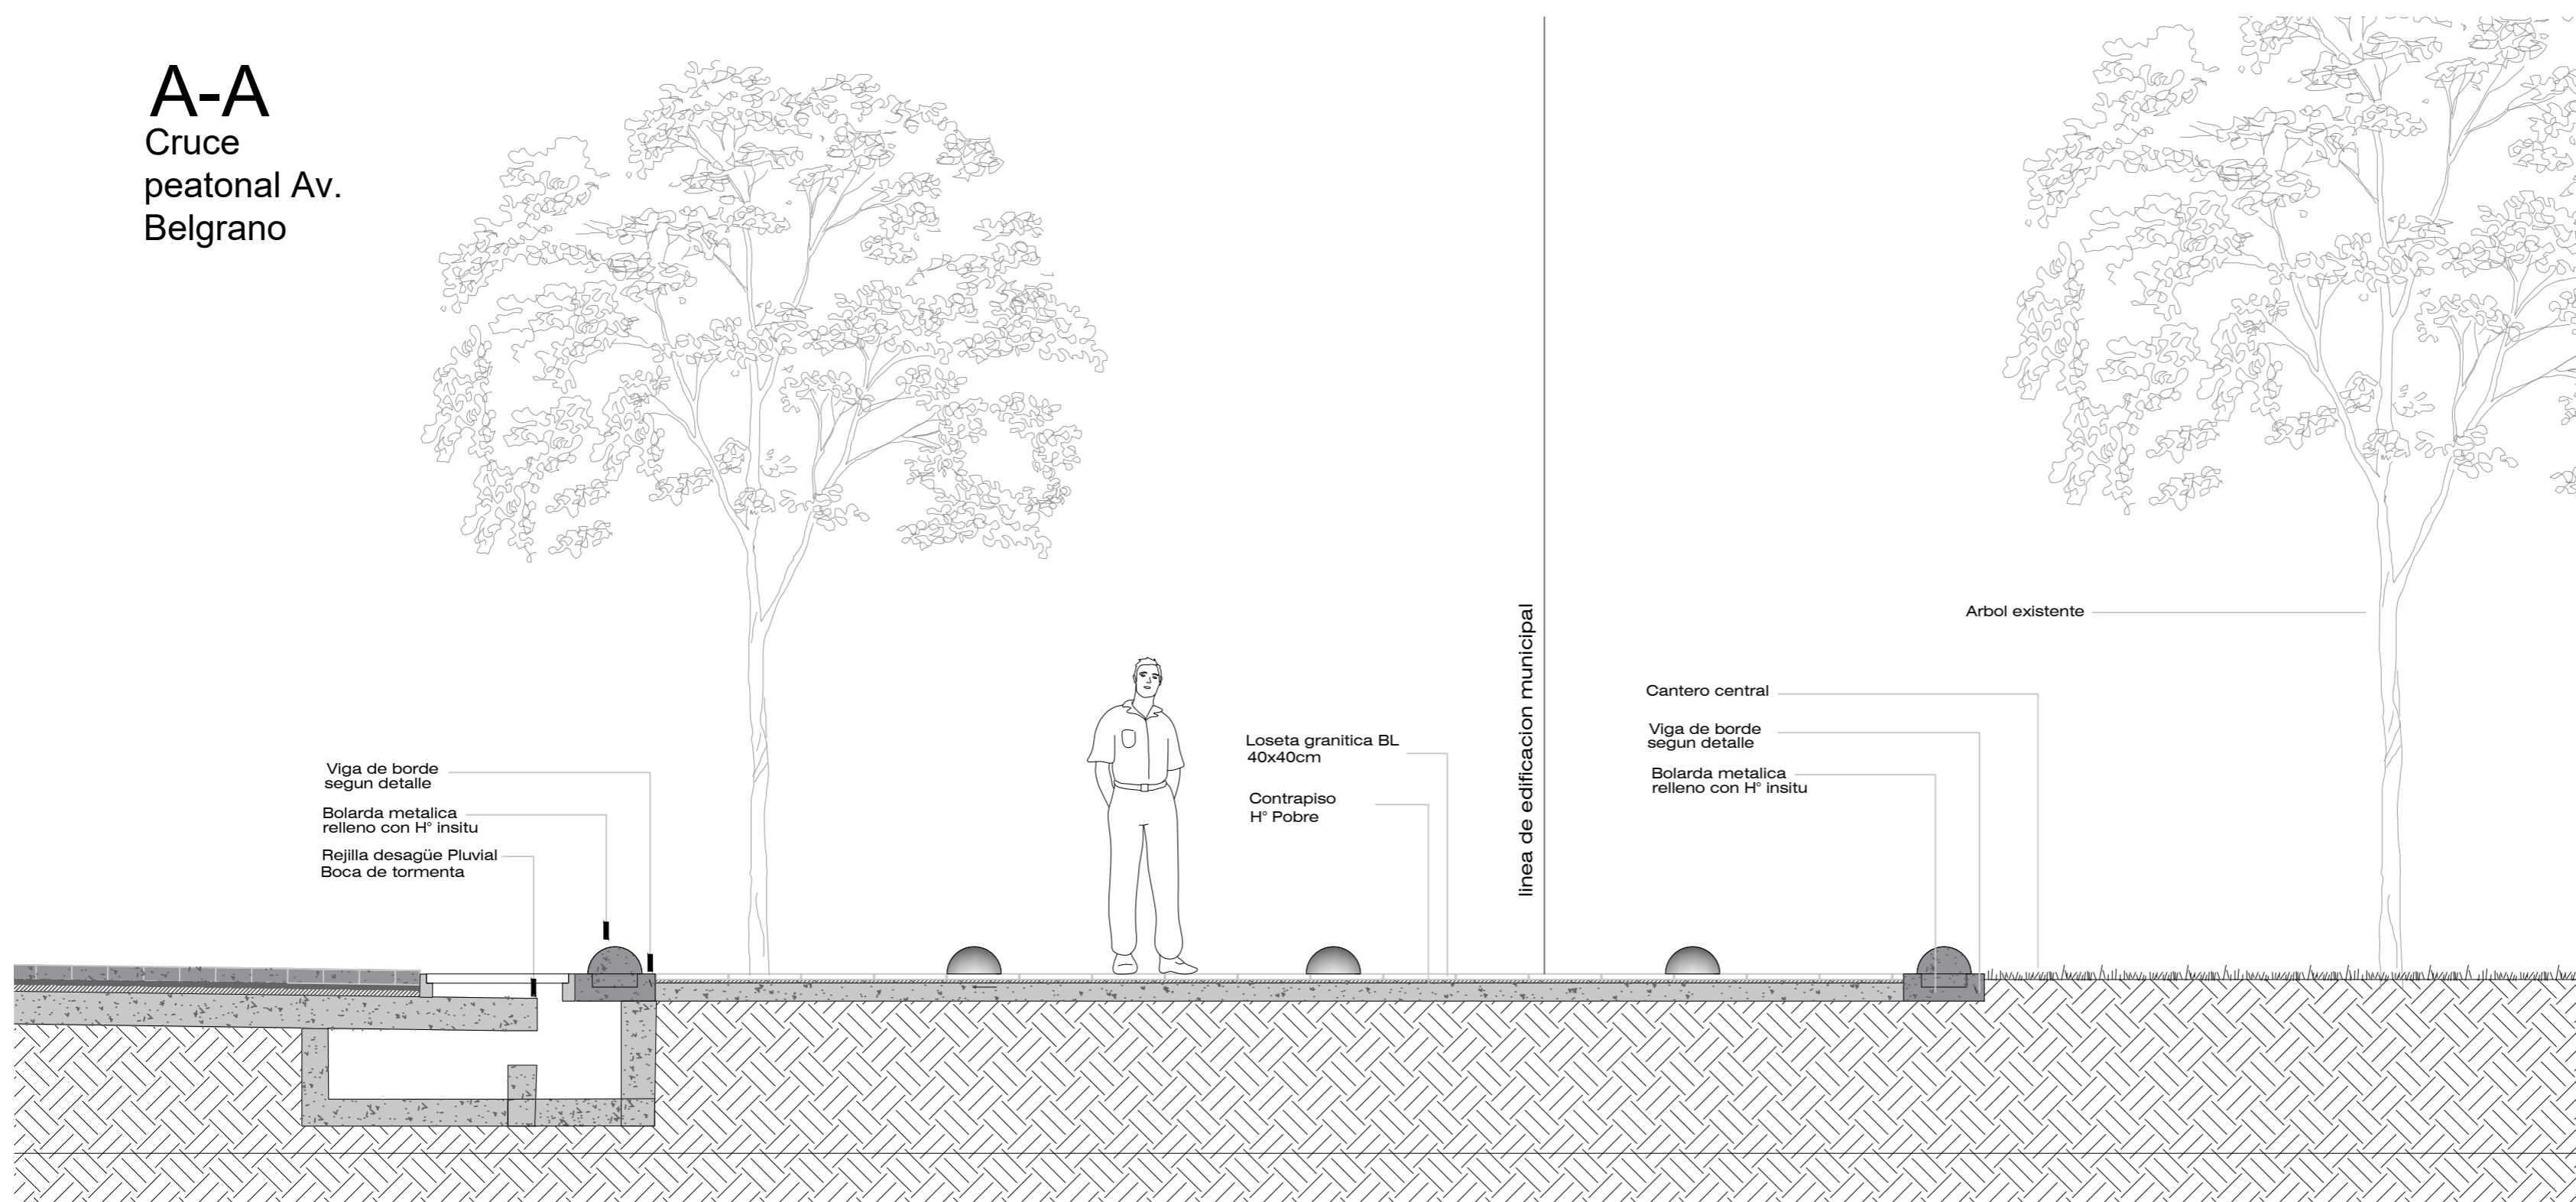 A-A
Cruce
peatonal Av.
Belgrano
Viga de borde
segun detalle
Bolarda metalica
relleno con H° insitu
Rejilla desagüe Pluvial
Boca de tormenta
Loseta granitica BL
40x40cm
Contrapiso
H° Pobre
linea de edificacion municipal
Arbol existente
Cantero central
Viga de borde
segun detalle
Bolarda metalica
relleno con H° insitu